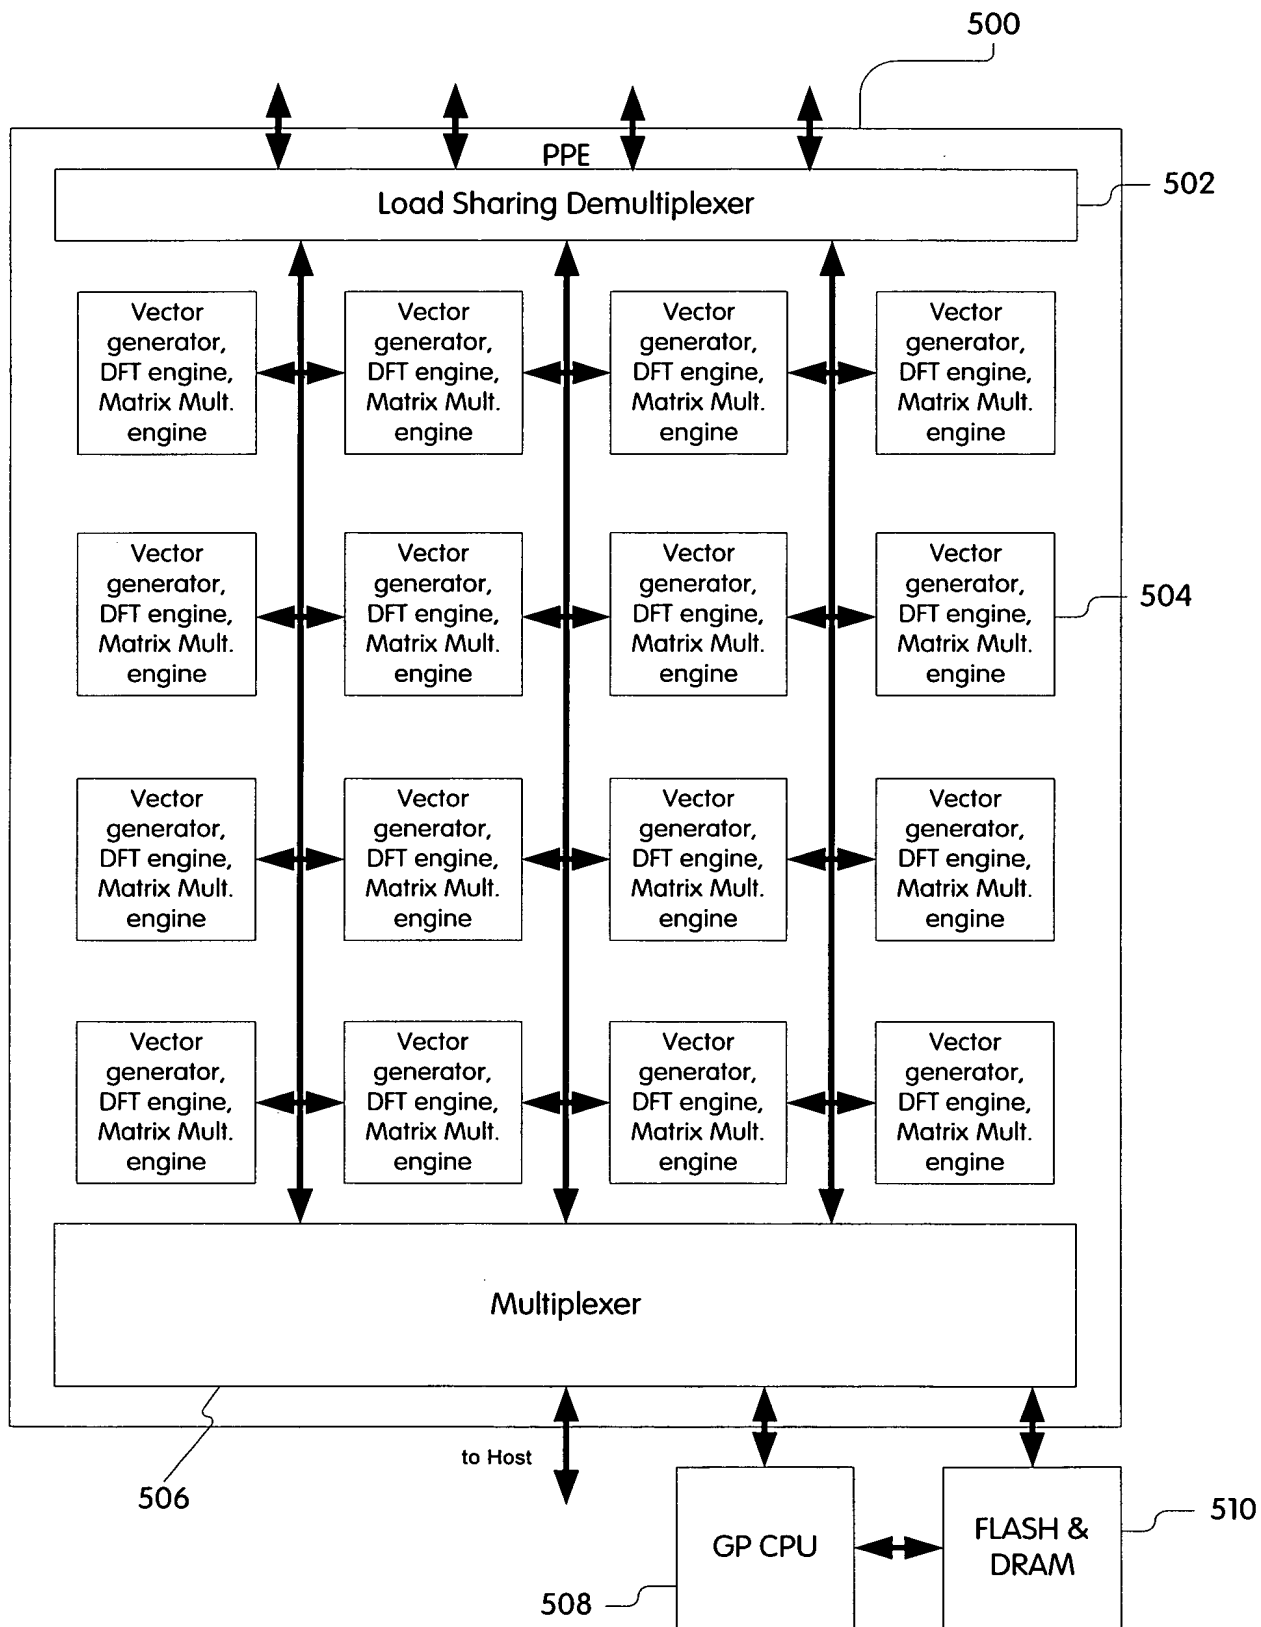 500
PPE
Load Sharing Demultiplexer
502
Vector
generator,
DFT engine,
Matrix Mult.
engine
Vector
generator,
DFT engine,
Matrix Mult.
engine
Vector
generator,
DFT engine,
Matrix Mult.
engine
Vector
generator,
DFT engine,
Matrix Mult.
engine
Vector
generator,
DFT engine,
Matrix Mult.
engine
Vector
generator,
DFT engine,
Matrix Mult.
engine
Vector
generator,
DFT engine,
Matrix Mult.
engine
Vector
generator,
DFT engine,
Matrix Mult.
engine
504
Vector
generator,
DFT engine,
Matrix Mult.
engine
Vector
generator,
DFT engine,
Matrix Mult.
engine
Vector
generator,
DFT engine,
Matrix Mult.
engine
Vector
generator,
DFT engine,
Matrix Mult.
engine
Vector
generator,
DFT engine,
Matrix Mult.
engine
Vector
generator,
DFT engine,
Matrix Mult.
engine
Vector
generator,
DFT engine,
Matrix Mult.
engine
Vector
generator,
DFT engine,
Matrix Mult.
engine
Multiplexer
506
to Host
GP CPU
508
FLASH &
DRAM
510